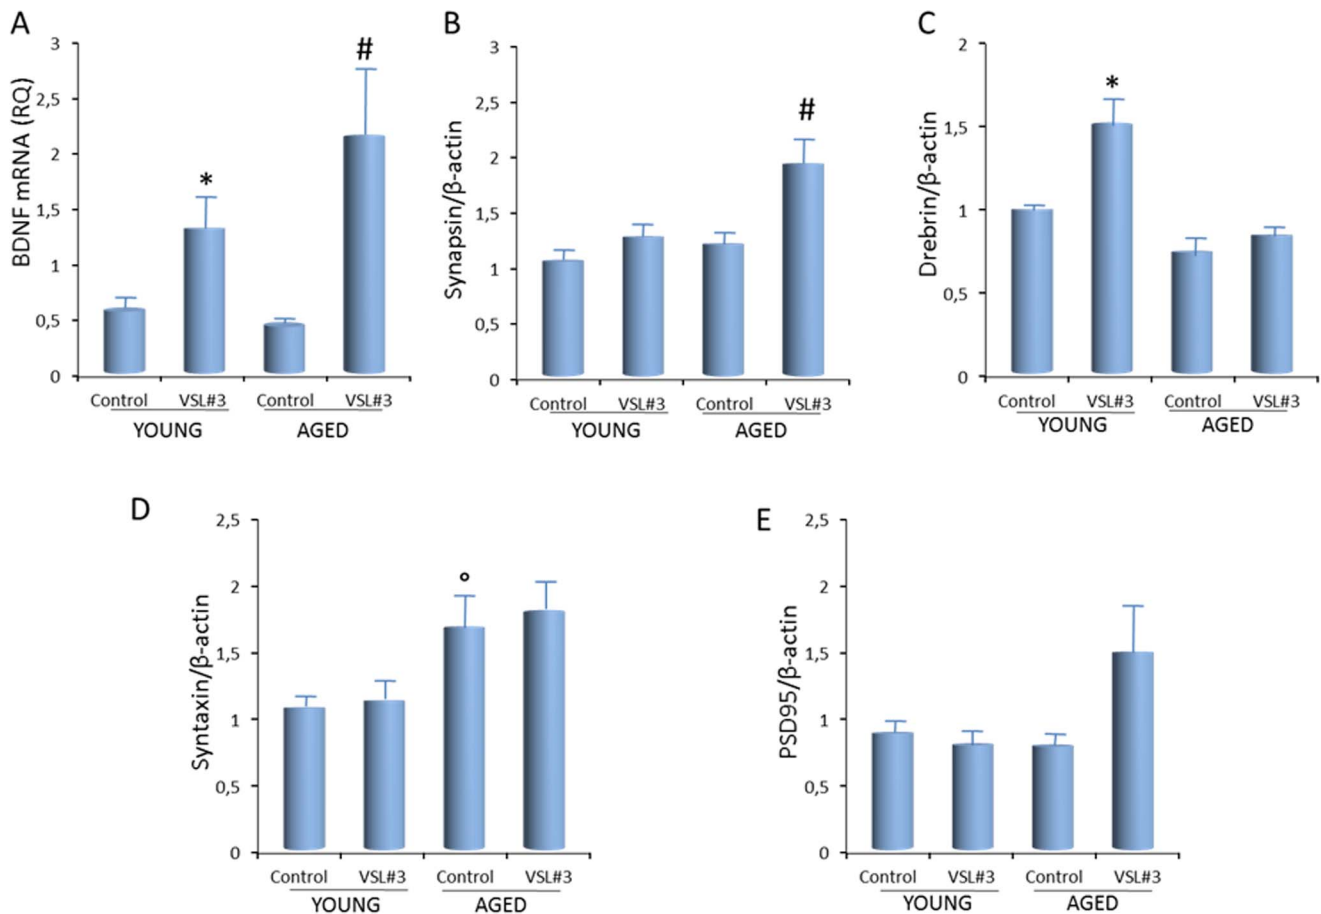 A
BDNF mRNA (RQ)
3
2,5
2
1,5
1
0,5
0
*
#
Control VSL#3 Control VSL#3
YOUNG AGED
B
Synapsin/β-actin
3
2,5
2
1,5
1
0,5
0
#
Control VSL#3 Control VSL#3
YOUNG AGED
C
Drebrin/β-actin
2
1,5
1
0,5
0
*
Control VSL#3 Control VSL#3
YOUNG AGED
D
Syntaxin/β-actin
2,5
2
1,5
1
0,5
0
°
Control VSL#3 Control VSL#3
YOUNG AGED
E
PSD95/β-actin
2,5
2
1,5
1
0,5
0
Control VSL#3 Control VSL#3
YOUNG AGED